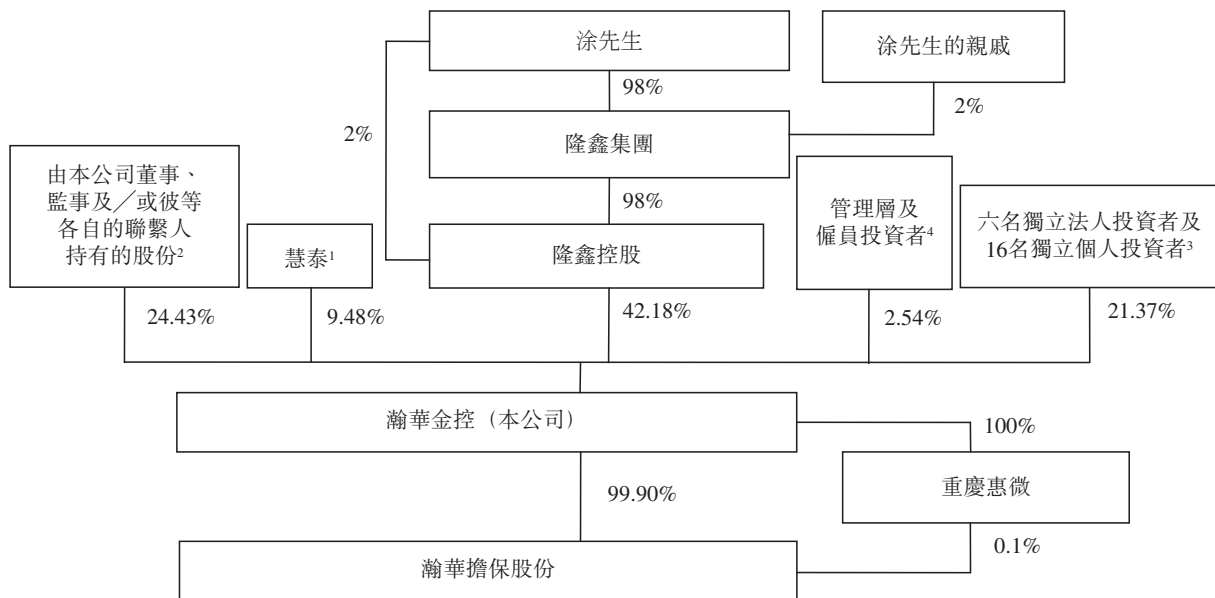 涂先生
涂先生的親戚
98%
2%
2%
隆鑫集團
由本公司董事、
監事及／或彼等
各自的聯繫人
持有的股份²
慧泰¹
98%
隆鑫控股
管理層及
僱員投資者⁴
六名獨立法人投資者及
16名獨立個人投資者³
24.43%
9.48%
42.18%
2.54%
21.37%
瀚華金控（本公司）
100%
99.90%
重慶惠微
0.1%
瀚華擔保股份